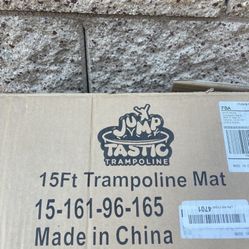 JUMP
TASTIC
TRAMPOLINE
15Ft Trampoline Mat
15-161-96-165
Made in China